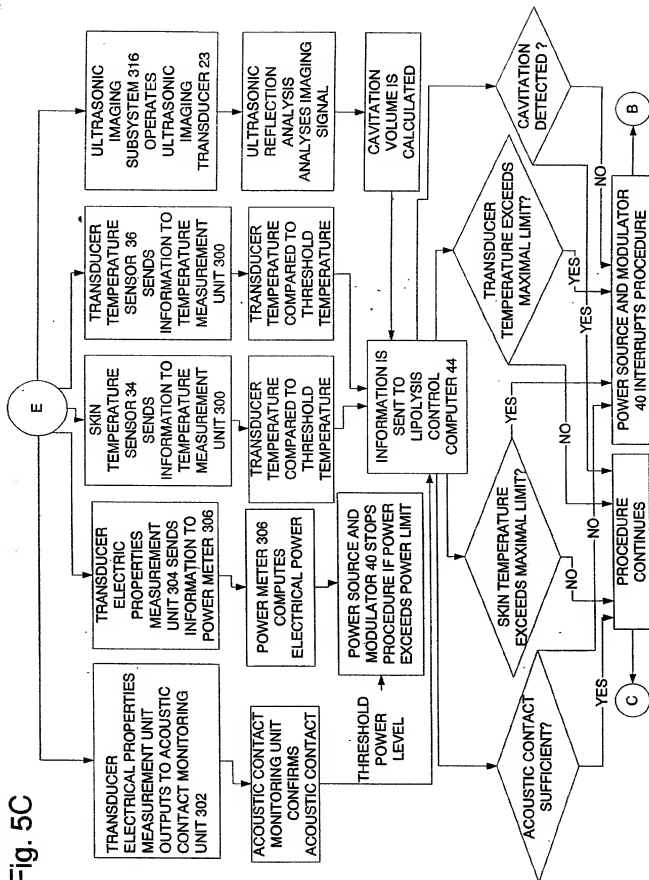 Fig. 5C
E
TRANSDUCER
ELECTRICAL PROPERTIES
MEASUREMENT UNIT
OUTPUTS TO ACOUSTIC
CONTACT MONITORING
UNIT 302
TRANSDUCER
ELECTRIC
PROPERTIES
MEASUREMENT
UNIT 304 SENDS
INFORMATION TO
POWER METER 306
SKIN
TEMPERATURE
SENSOR 34
SENDS
INFORMATION TO
TEMPERATURE
MEASUREMENT
UNIT 300
TRANSDUCER
TEMPERATURE
SENSOR 36
SENDS
INFORMATION TO
TEMPERATURE
MEASUREMENT
UNIT 300
ULTRASONIC
IMAGING
SUBSYSTEM 316
OPERATES
ULTRASONIC
IMAGING
TRANSDUCER 23
ACOUSTIC CONTACT
MONITORING UNIT
CONFIRMS
ACOUSTIC CONTACT
POWER METER 306
COMPUTES
ELECTRICAL POWER
TRANSDUCER
TEMPERATURE
COMPARED TO
THRESHOLD
TEMPERATURE
TRANSDUCER
TEMPERATURE
COMPARED TO
THRESHOLD
TEMPERATURE
ULTRASONIC
REFLECTION
ANALYSIS
ANALYSES IMAGING
SIGNAL
THRESHOLD
POWER
LEVEL
POWER SOURCE AND
MODULATOR 40 STOPS
PROCEDURE IF POWER
EXCEEDS POWER LIMIT
INFORMATION IS
SENT TO
LIPOLYSIS
CONTROL
COMPUTER 44
CAVITATION
VOLUME IS
CALCULATED
ACOUSTIC CONTACT
SUFFICIENT?
SKIN TEMPERATURE
EXCEEDS MAXIMAL LIMIT?
TRANSDUCER
TEMPERATURE EXCEEDS
MAXIMAL LIMIT?
CAVITATION
DETECTED ?
YES
NO
NO
YES
NO
YES
YES
NO
C
PROCEDURE
CONTINUES
POWER SOURCE AND MODULATOR
40 INTERRUPTS PROCEDURE
B